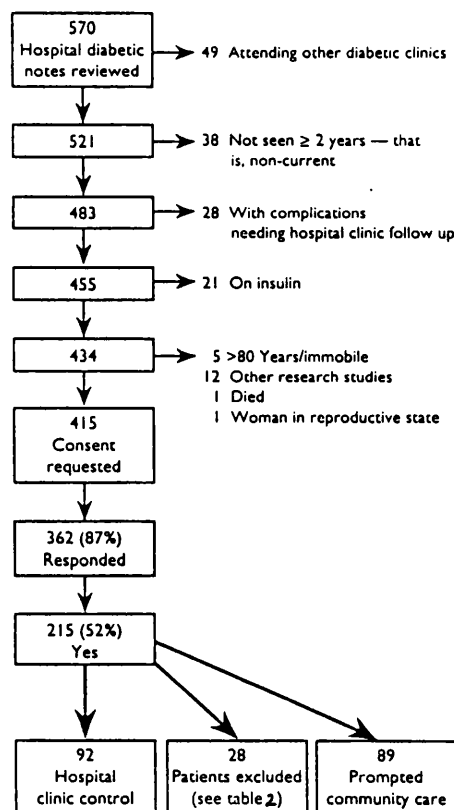 570
Hospital diabetic
notes reviewed
49 Attending other diabetic clinics
521
38 Not seen ≥ 2 years — that
is, non-current
483
28 With complications
needing hospital clinic follow up
455
21 On insulin
434
5 >80 Years/immobile
12 Other research studies
1 Died
1 Woman in reproductive state
415
Consent
requested
362 (87%)
Responded
215 (52%)
Yes
92
Hospital
clinic control
28
Patients excluded
(see table 2)
89
Prompted
community care